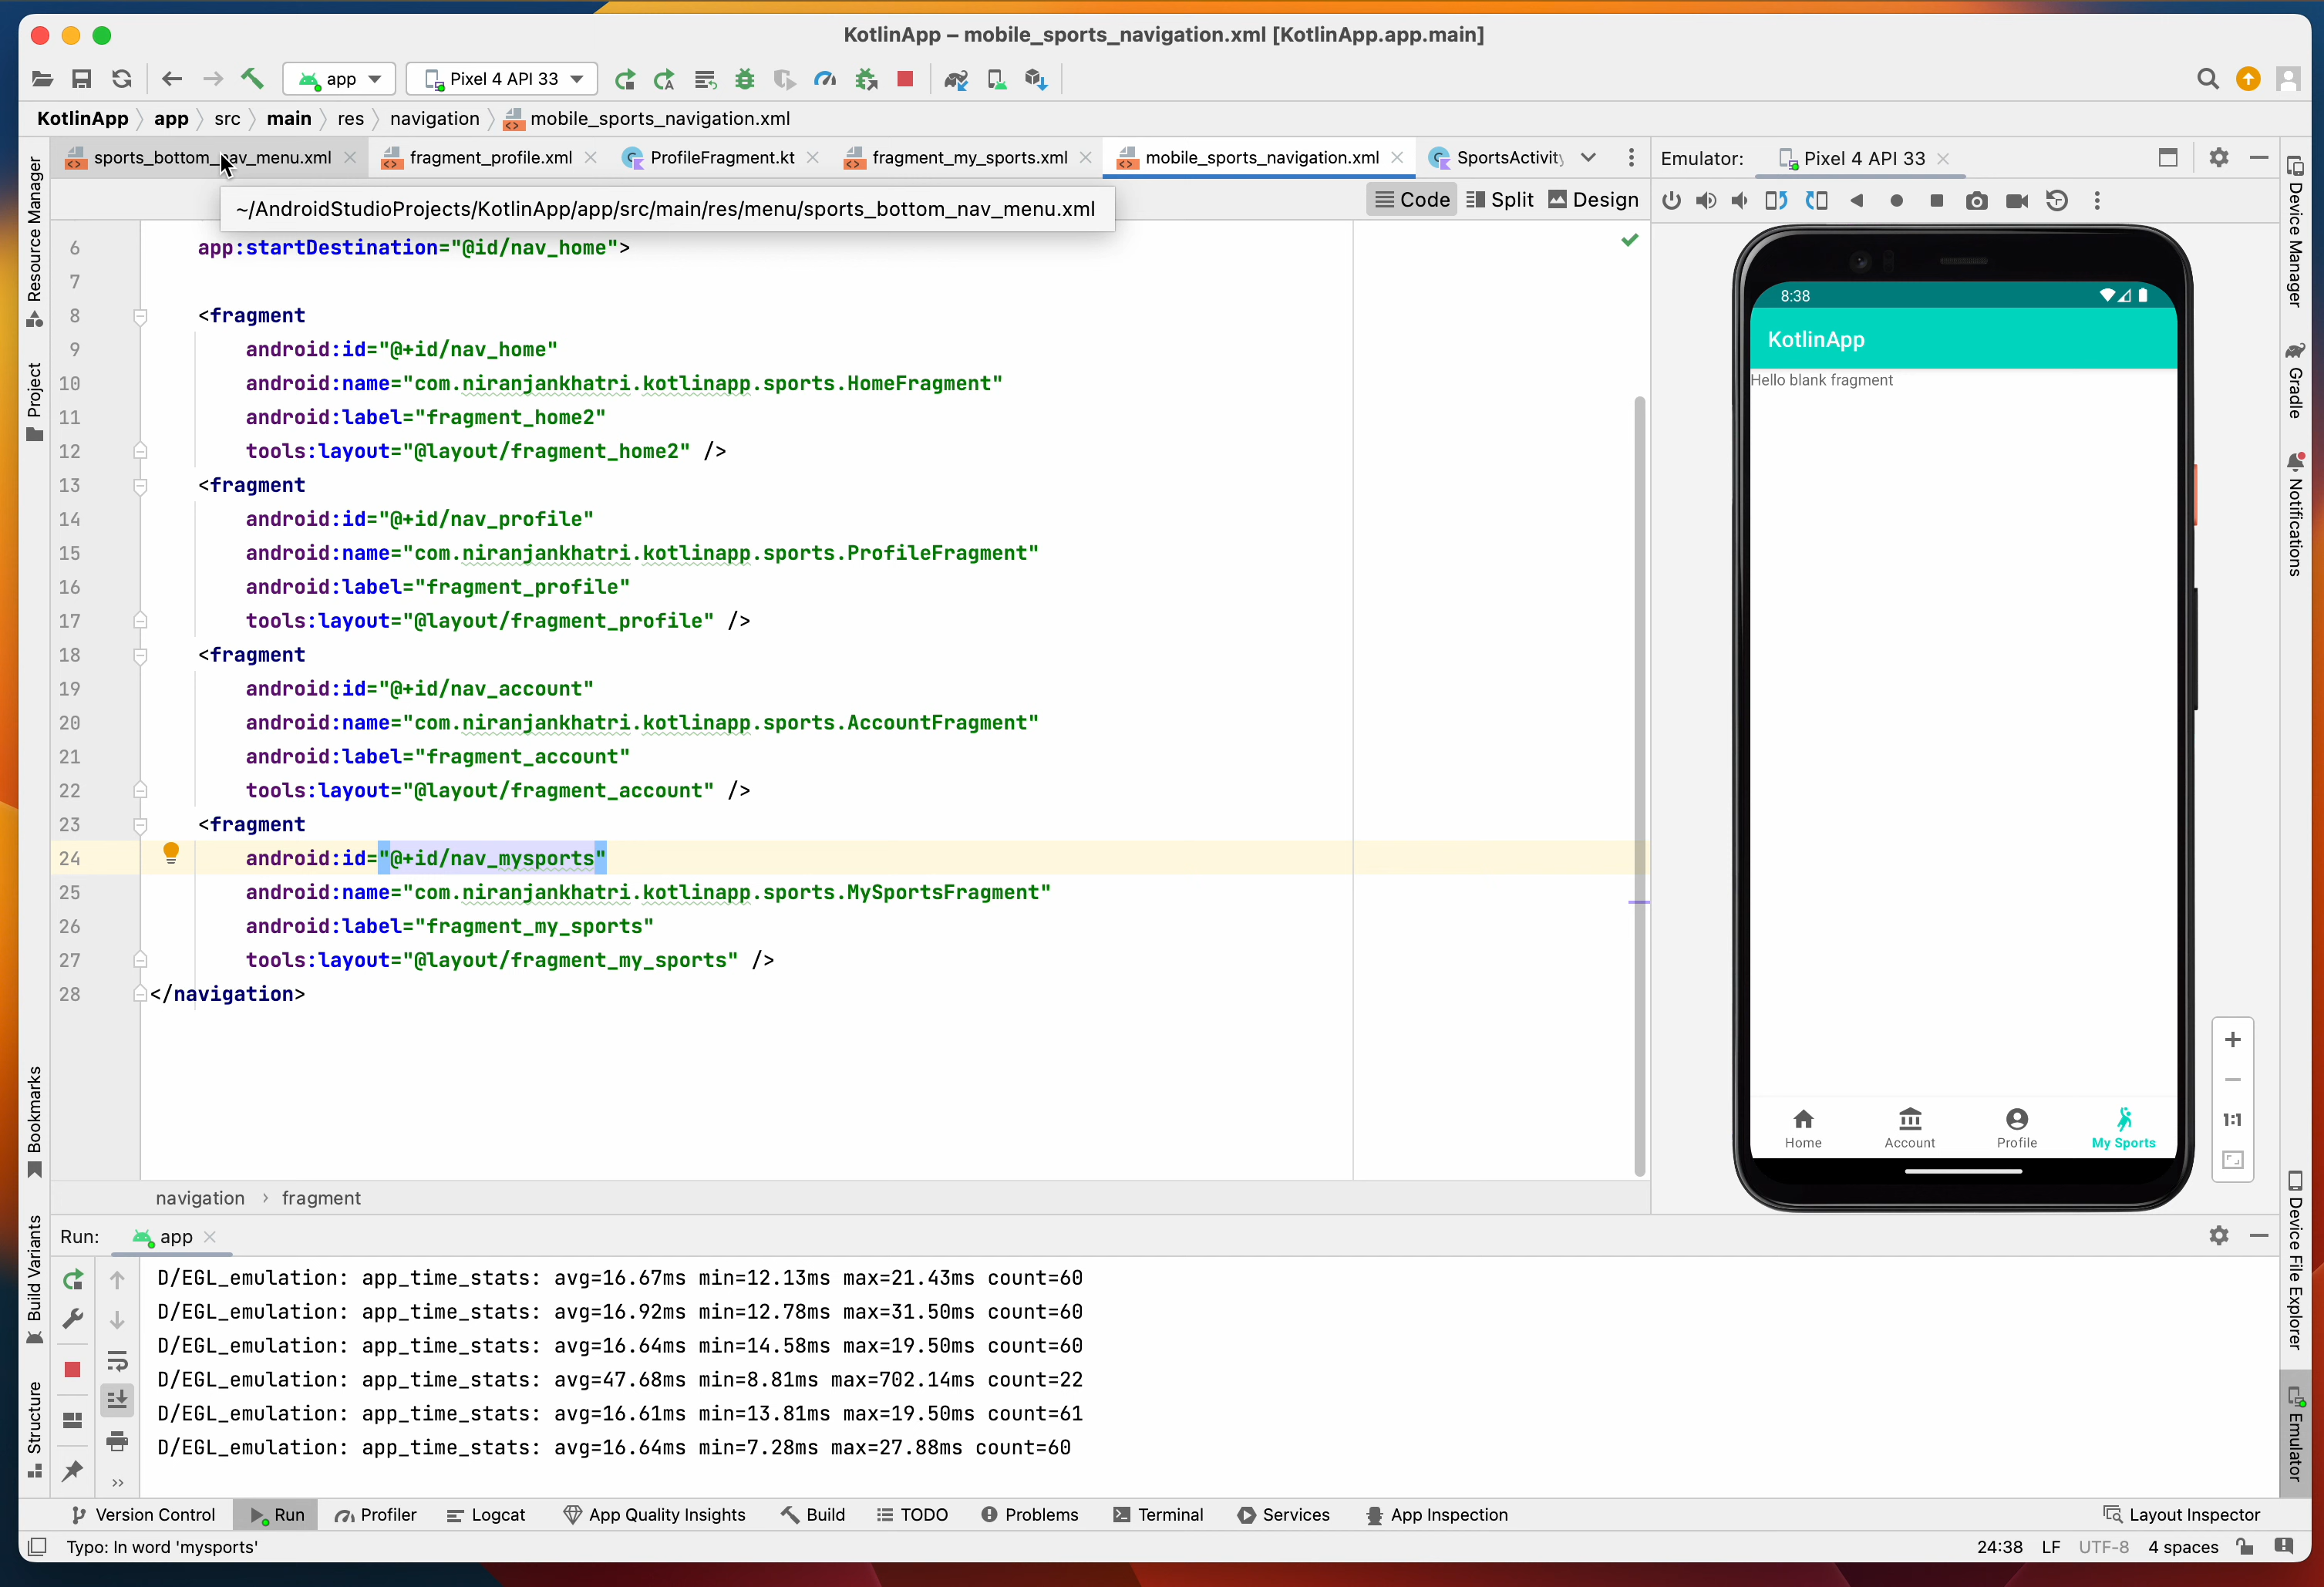 KotlinApp – mobile_sports_navigation.xml [KotlinApp.app.main]
app
Pixel 4 API 33
KotlinApp app src main res navigation mobile_sports_navigation.xml
sports_bottom_nav_menu.xml
fragment_profile.xml
ProfileFragment.kt
fragment_my_sports.xml
mobile_sports_navigation.xml
SportsActivity
Emulator:
Pixel 4 API 33
~/AndroidStudioProjects/KotlinApp/app/src/main/res/menu/sports_bottom_nav_menu.xml
Code
Split
Design
6 app:startDestination="@id/nav_home">
7
8 <fragment
9 android:id="@+id/nav_home"
10 android:name="com.niranjankhatri.kotlinapp.sports.HomeFragment"
11 android:label="fragment_home2"
12 tools:layout="@layout/fragment_home2" />
13 <fragment
14 android:id="@+id/nav_profile"
15 android:name="com.niranjankhatri.kotlinapp.sports.ProfileFragment"
16 android:label="fragment_profile"
17 tools:layout="@layout/fragment_profile" />
18 <fragment
19 android:id="@+id/nav_account"
20 android:name="com.niranjankhatri.kotlinapp.sports.AccountFragment"
21 android:label="fragment_account"
22 tools:layout="@layout/fragment_account" />
23 <fragment
24 android:id="@+id/nav_mysports"
25 android:name="com.niranjankhatri.kotlinapp.sports.MySportsFragment"
26 android:label="fragment_my_sports"
27 tools:layout="@layout/fragment_my_sports" />
28 </navigation>
navigation › fragment
8:38
KotlinApp
Hello blank fragment
Home
Account
Profile
My Sports
1:1
Resource Manager
Project
Bookmarks
Build Variants
Structure
Device Manager
Gradle
Notifications
Device File Explorer
Emulator
Run:
app
D/EGL_emulation: app_time_stats: avg=16.67ms min=12.13ms max=21.43ms count=60
D/EGL_emulation: app_time_stats: avg=16.92ms min=12.78ms max=31.50ms count=60
D/EGL_emulation: app_time_stats: avg=16.64ms min=14.58ms max=19.50ms count=60
D/EGL_emulation: app_time_stats: avg=47.68ms min=8.81ms max=702.14ms count=22
D/EGL_emulation: app_time_stats: avg=16.61ms min=13.81ms max=19.50ms count=61
D/EGL_emulation: app_time_stats: avg=16.64ms min=7.28ms max=27.88ms count=60
Version Control
Run
Profiler
Logcat
App Quality Insights
Build
TODO
Problems
Terminal
Services
App Inspection
Layout Inspector
Typo: In word 'mysports'
24:38
LF
UTF-8
4 spaces